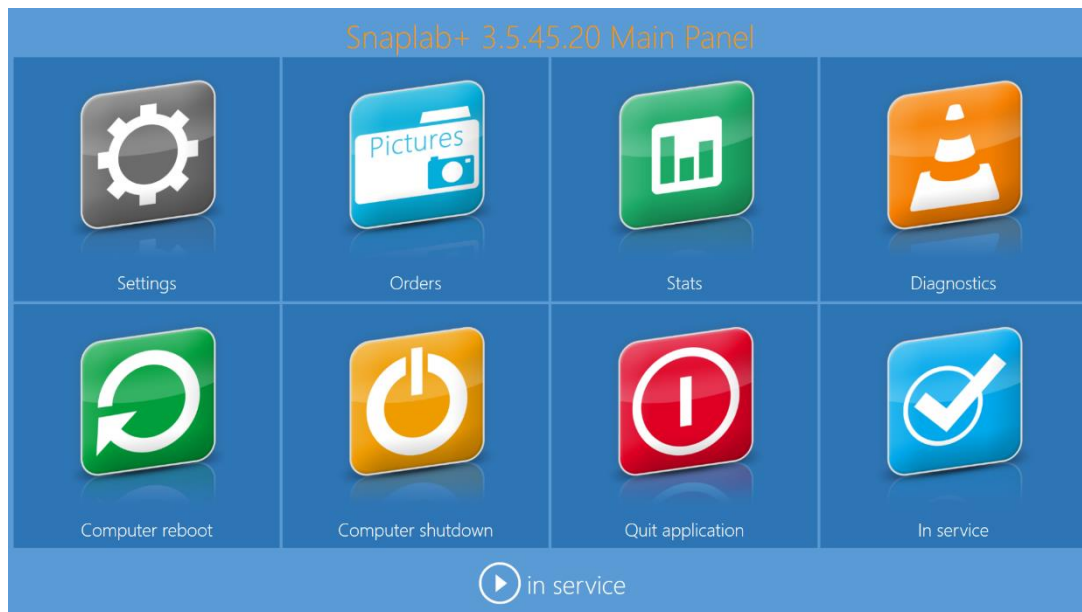 Snaplab+ 3.5.45.20 Main Panel
Pictures
Settings
Orders
Stats
Diagnostics
Computer reboot
Computer shutdown
Quit application
In service
in service